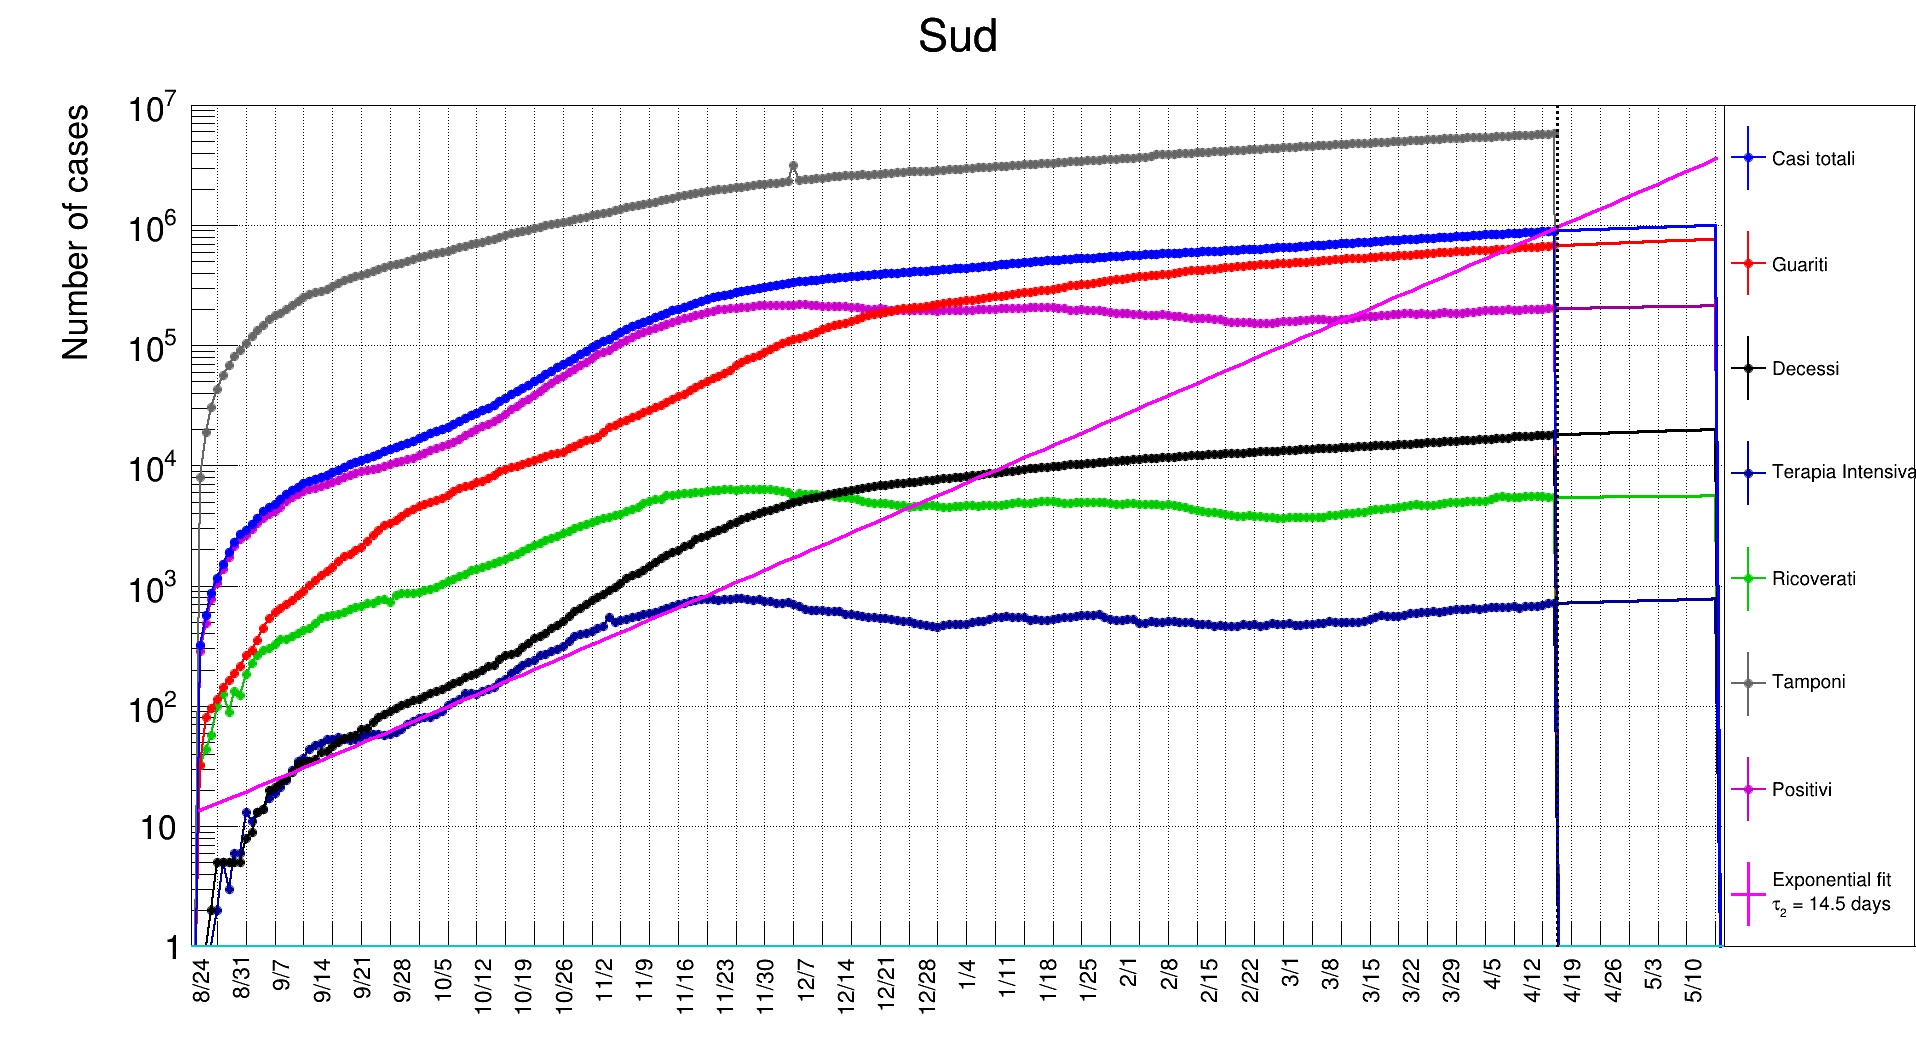 Sud
Number of cases
10^7
10^6
10^5
10^4
10^3
10^2
10
1
8/24 8/31 9/7 9/14 9/21 9/28 10/5 10/12 10/19 10/26 11/2 11/9 11/16 11/23 11/30 12/7 12/14 12/21 12/28 1/4 1/11 1/18 1/25 2/1 2/8 2/15 2/22 3/1 3/8 3/15 3/22 3/29 4/5 4/12 4/19 4/26 5/3 5/10
Casi totali
Guariti
Decessi
Terapia Intensiva
Ricoverati
Tamponi
Positivi
Exponential fit
τ₂ = 14.5 days